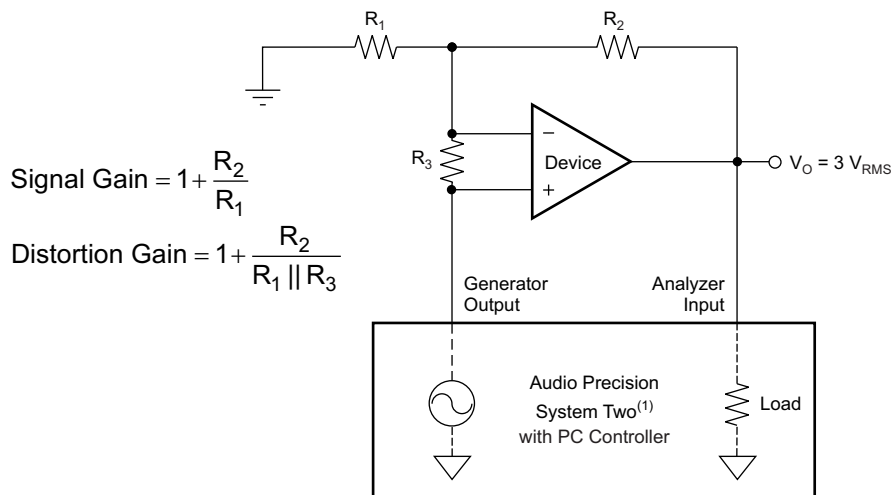 R1
R2
R3
−
Device
+
VO = 3 VRMS
Signal Gain = 1+ R2/R1
Distortion Gain = 1+ R2/(R1 || R3)
Generator
Output
Analyzer
Input
Audio Precision
System Two(1)
with PC Controller
Load